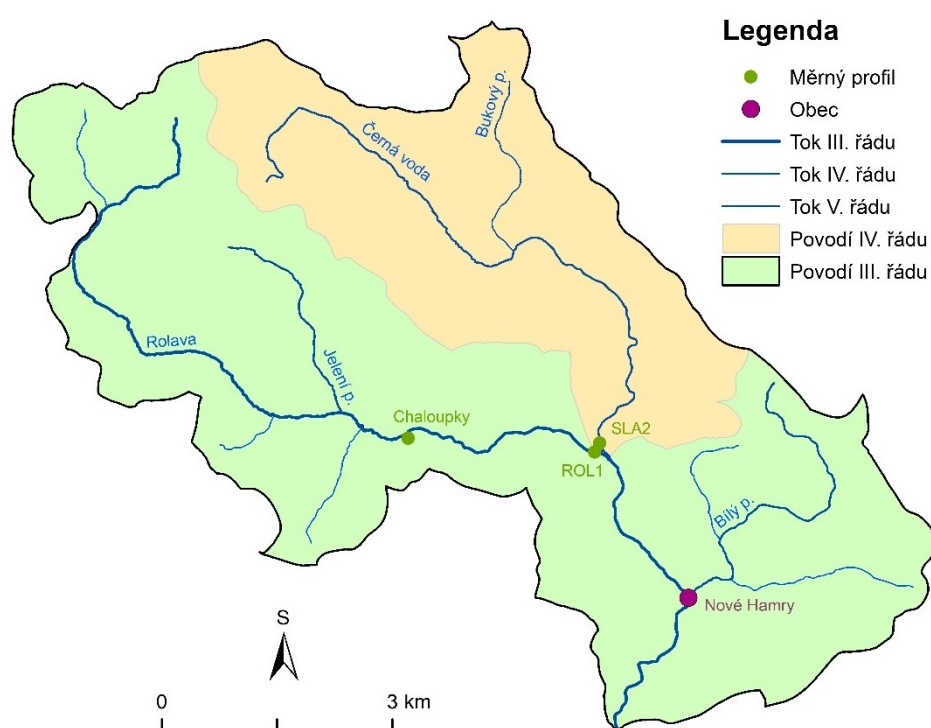 Legenda
Měrný profil
Obec
Tok III. řádu
Tok IV. řádu
Tok V. řádu
Povodí IV. řádu
Povodí III. řádu
Bukový p.
Černá voda
Rolava
Jelení p.
Chaloupky
SLA2
ROL1
Bílý p.
Nové Hamry
S
0 3 km